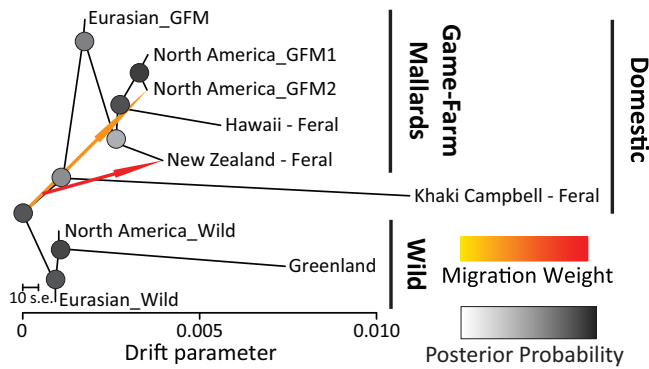 Eurasian_GFM
North America_GFM1
North America_GFM2
Hawaii - Feral
New Zealand - Feral
Khaki Campbell - Feral
North America_Wild
Greenland
Eurasian_Wild
10 s.e.
0
0.005
0.010
Drift parameter
Game-Farm
Mallards
Domestic
Wild
Migration Weight
Posterior Probability